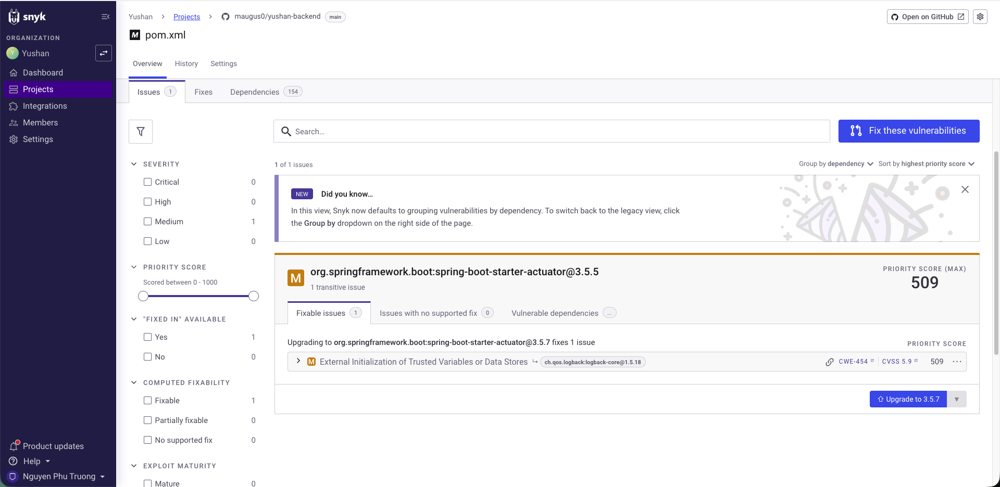 snyk
ORGANIZATION
Y
Yushan
Dashboard
Projects
Integrations
Members
Settings
Product updates
Help
Nguyen Phu Truong
Yushan > Projects > maugus0/yushan-backend main
Open on GitHub
M pom.xml
Overview History Settings
Issues 1 Fixes Dependencies 154
Search...
Fix these vulnerabilities
SEVERITY
Critical 0
High 0
Medium 1
Low 0
PRIORITY SCORE
Scored between 0 - 1000
"FIXED IN" AVAILABLE
Yes 1
No 0
COMPUTED FIXABILITY
Fixable 1
Partially fixable 0
No supported fix 0
EXPLOIT MATURITY
Mature 0
1 of 1 issues
Group by dependency Sort by highest priority score
NEW Did you know...
In this view, Snyk now defaults to grouping vulnerabilities by dependency. To switch back to the legacy view, click
the Group by dropdown on the right side of the page.
M org.springframework.boot:spring-boot-starter-actuator@3.5.5
1 transitive issue
PRIORITY SCORE (MAX)
509
Fixable issues 1 Issues with no supported fix 0 Vulnerable dependencies ...
Upgrading to org.springframework.boot:spring-boot-starter-actuator@3.5.7 fixes 1 issue
PRIORITY SCORE
M External Initialization of Trusted Variables or Data Stores ch.qos.logback:logback-core@1.5.18 CWE-454 CVSS 5.9 509 ...
Upgrade to 3.5.7